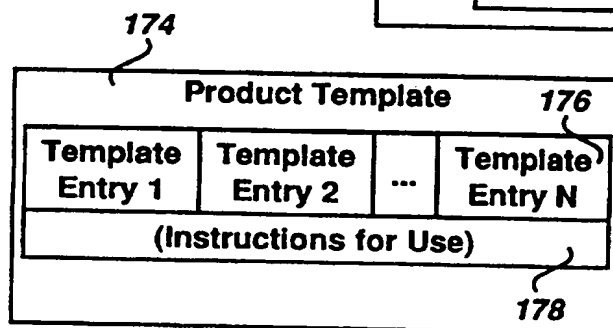 174
Product Template 176
Template Template ... Template
Entry 1 Entry 2 Entry N
(Instructions for Use)
178